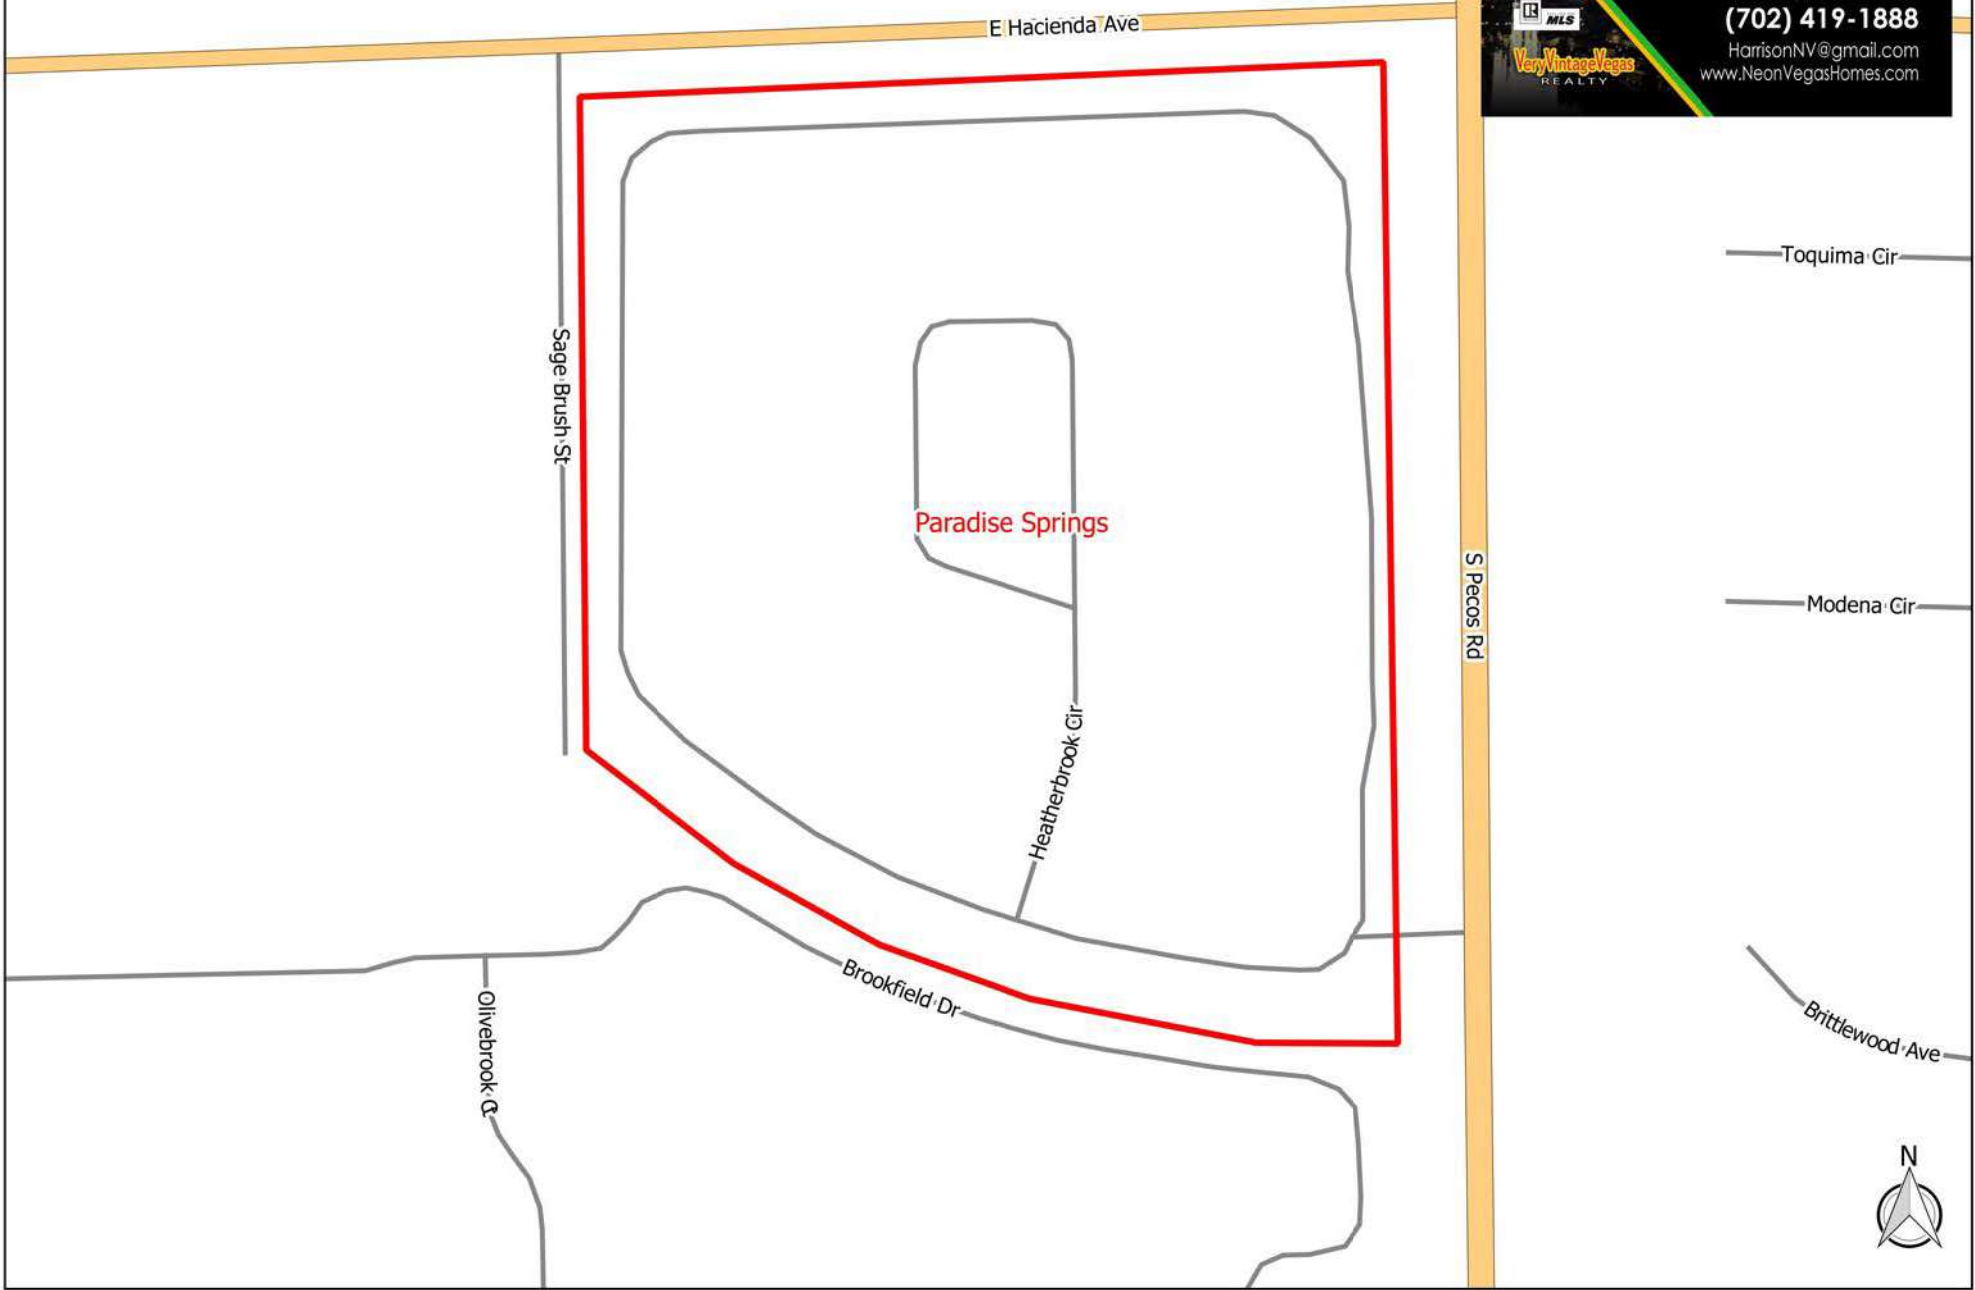 E Hacienda Ave
R
MLS
VeryVintageVegas
REALTY
(702) 419-1888
HarrisonNV@gmail.com
www.NeonVegasHomes.com
Toquima Cir
Sage Brush St
Paradise Springs
S Pecos Rd
Modena Cir
Heatherbrook Cir
Brookfield Dr
Olivebrook Ct
Brittlewood Ave
N